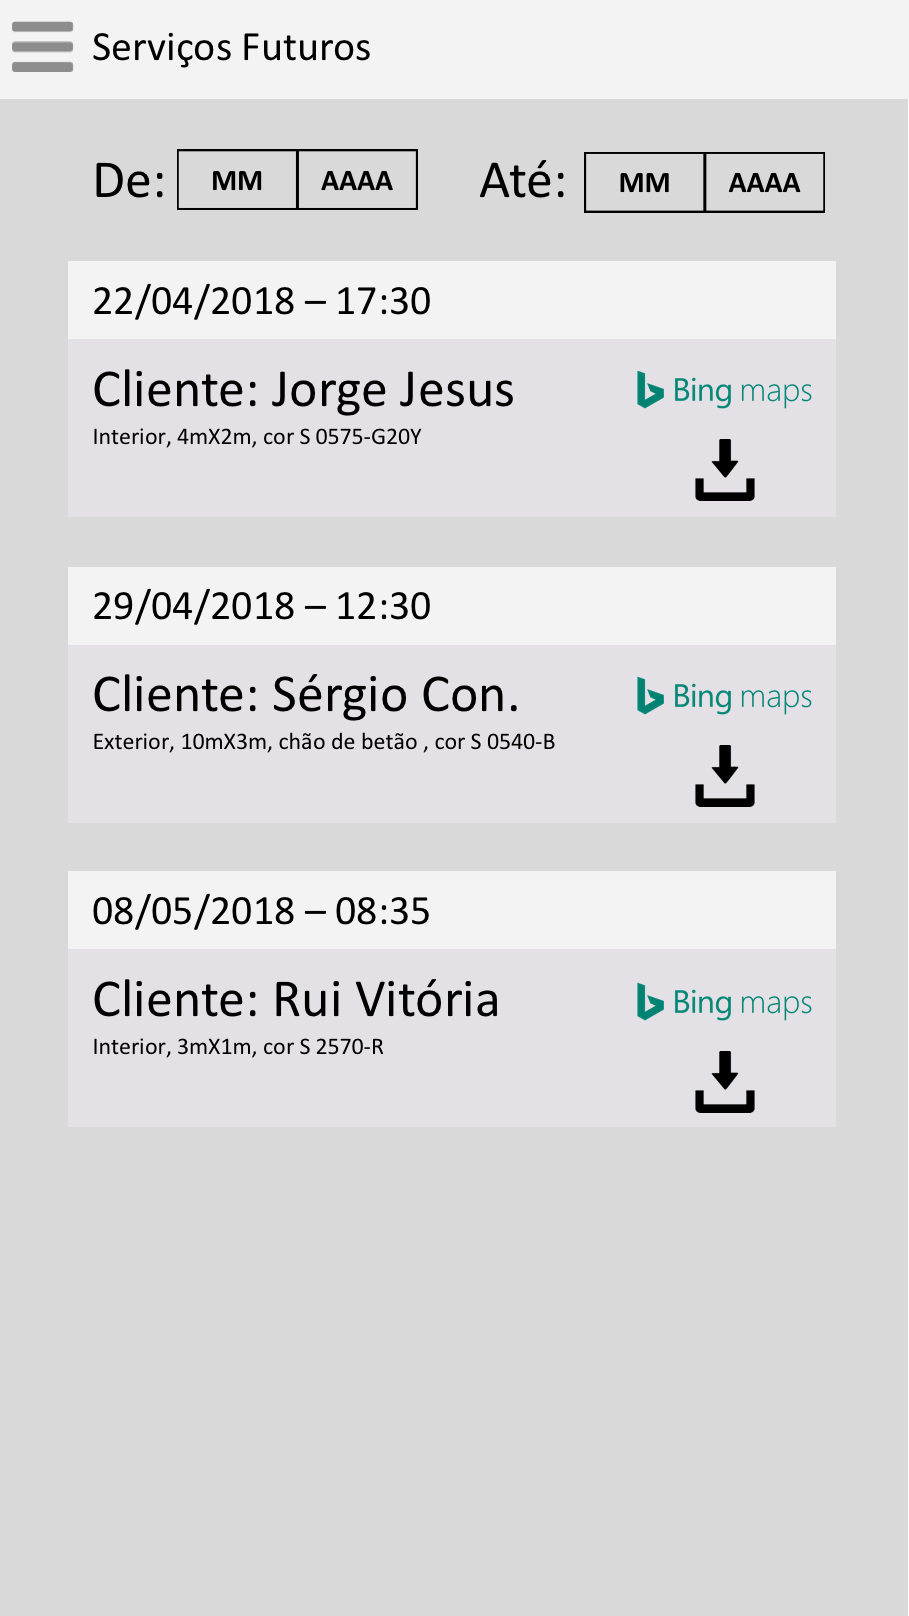 Serviços Futuros
De: MM AAAA Até: MM AAAA
22/04/2018 – 17:30
Cliente: Jorge Jesus
Bing maps
Interior, 4mX2m, cor S 0575-G20Y
29/04/2018 – 12:30
Cliente: Sérgio Con.
Bing maps
Exterior, 10mX3m, chão de betão , cor S 0540-B
08/05/2018 – 08:35
Cliente: Rui Vitória
Bing maps
Interior, 3mX1m, cor S 2570-R